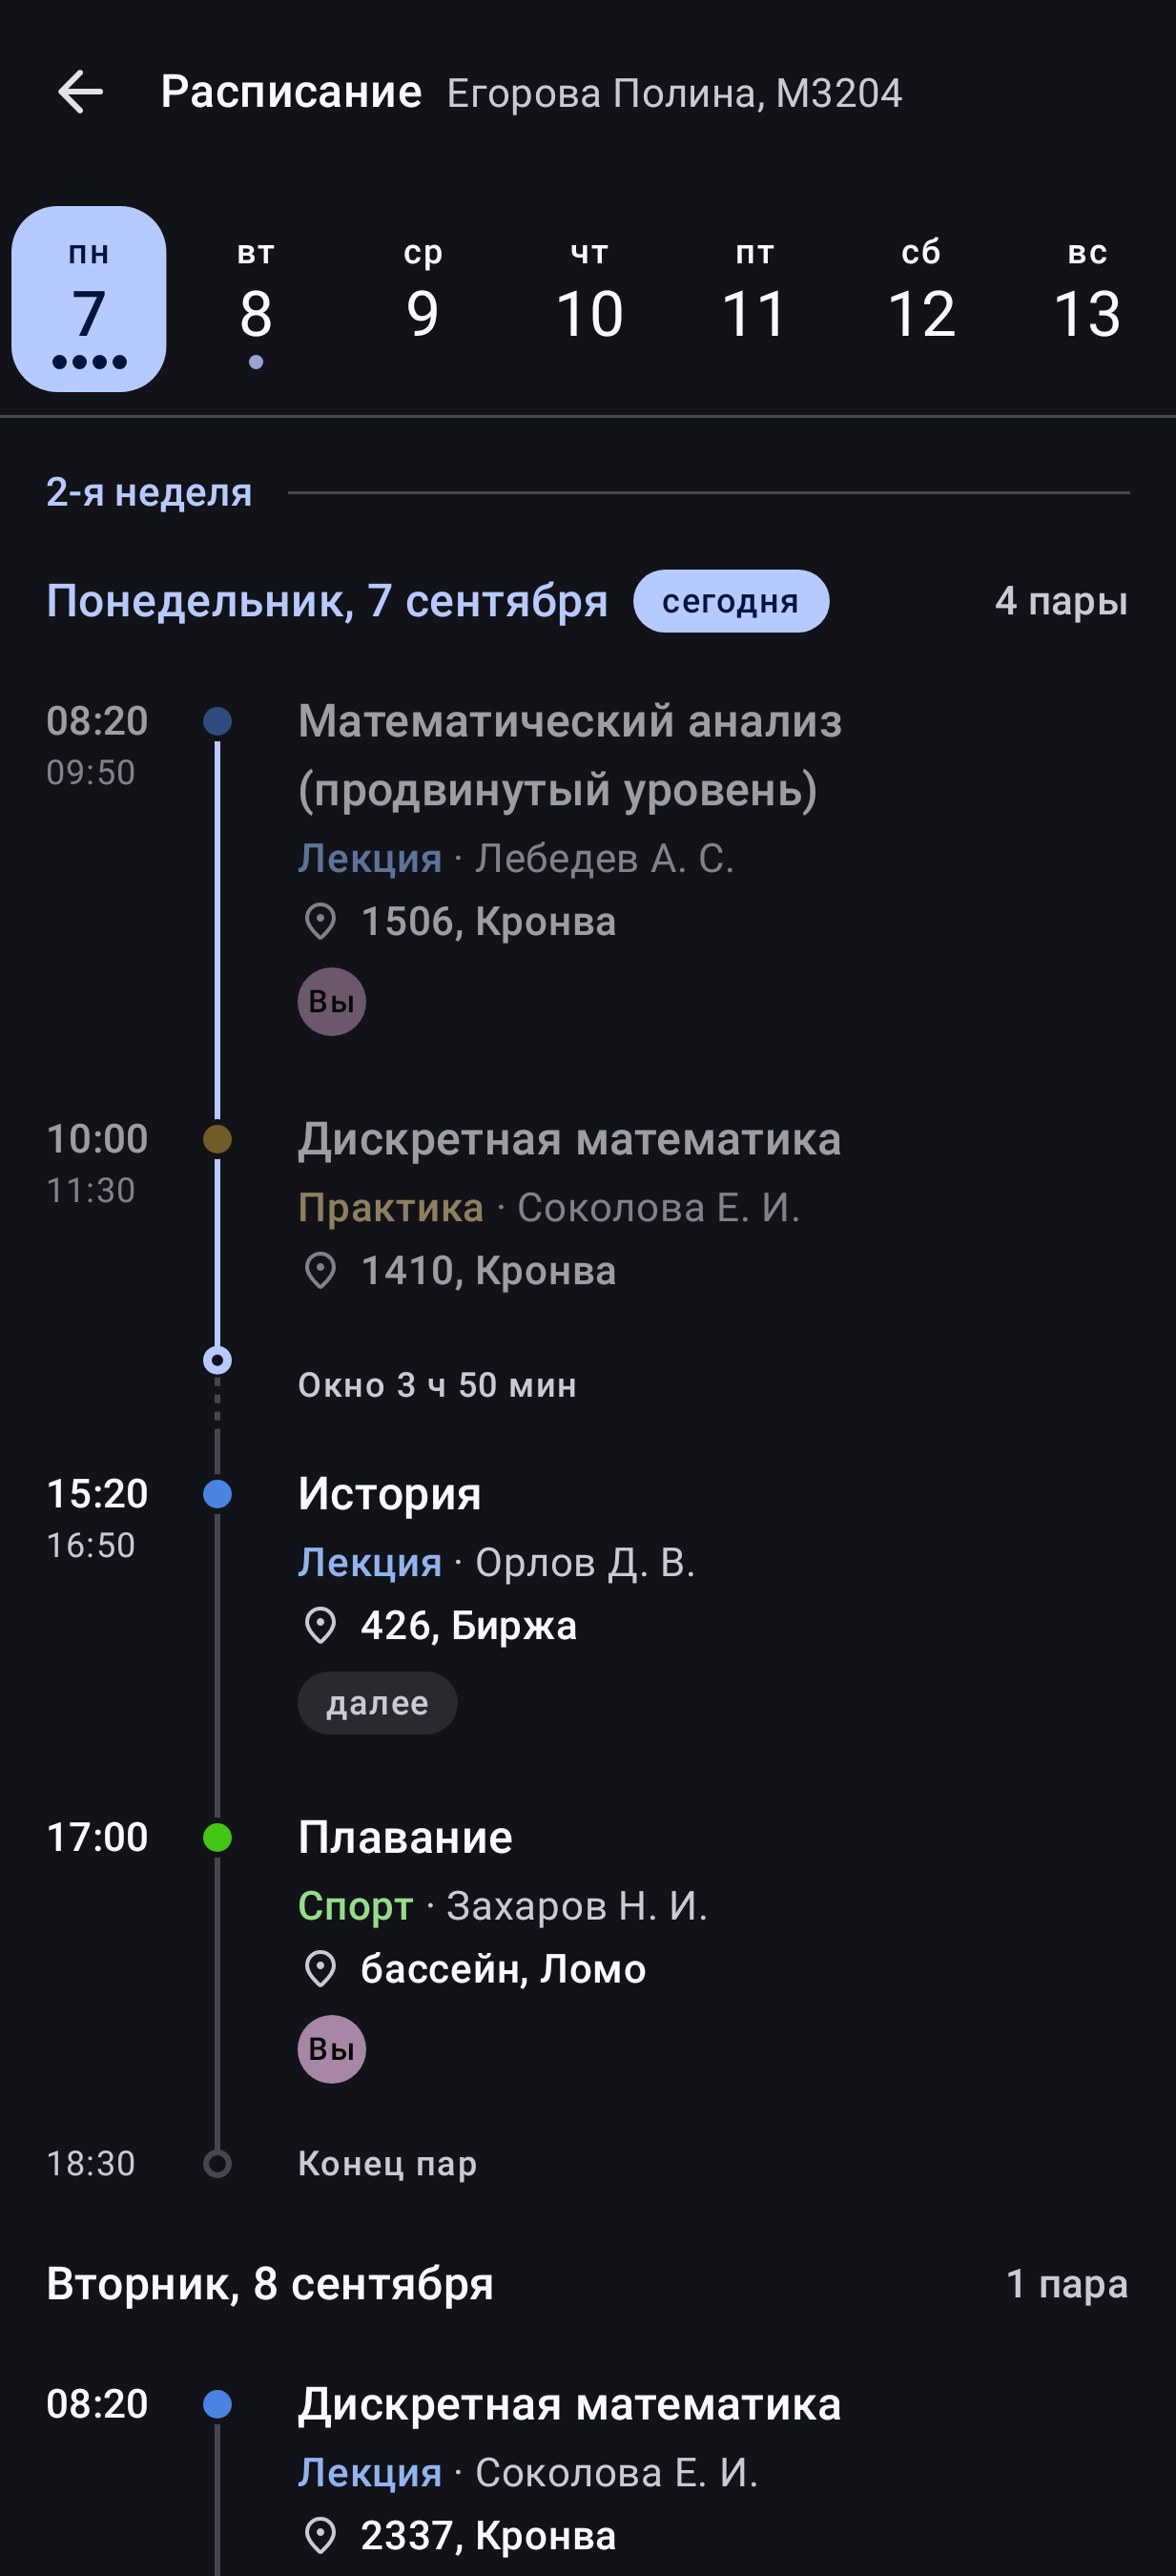 Расписание Егорова Полина, М3204
пн вт ср чт пт сб вс
7 8 9 10 11 12 13
2-я неделя
Понедельник, 7 сентября сегодня 4 пары
08:20 Математический анализ
09:50 (продвинутый уровень)
Лекция · Лебедев А. С.
1506, Кронва
Вы
10:00 Дискретная математика
11:30 Практика · Соколова Е. И.
1410, Кронва
Окно 3 ч 50 мин
15:20 История
16:50 Лекция · Орлов Д. В.
426, Биржа
далее
17:00 Плавание
Спорт · Захаров Н. И.
бассейн, Ломо
Вы
18:30 Конец пар
Вторник, 8 сентября 1 пара
08:20 Дискретная математика
Лекция · Соколова Е. И.
2337, Кронва